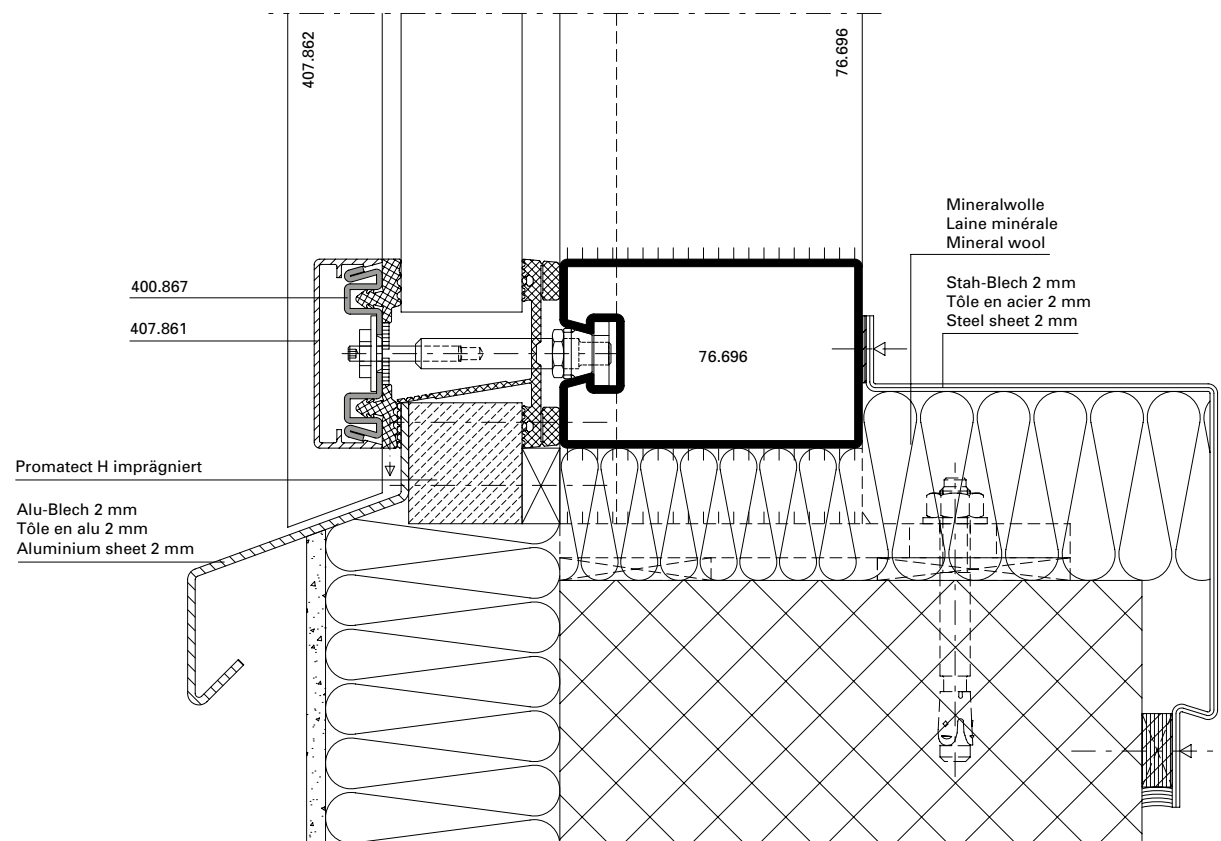 407.862
76.696
Mineralwolle
Laine minérale
Mineral wool
Stah-Blech 2 mm
Tôle en acier 2 mm
Steel sheet 2 mm
400.867
407.861
76.696
Promatect H imprägniert
Alu-Blech 2 mm
Tôle en alu 2 mm
Aluminium sheet 2 mm